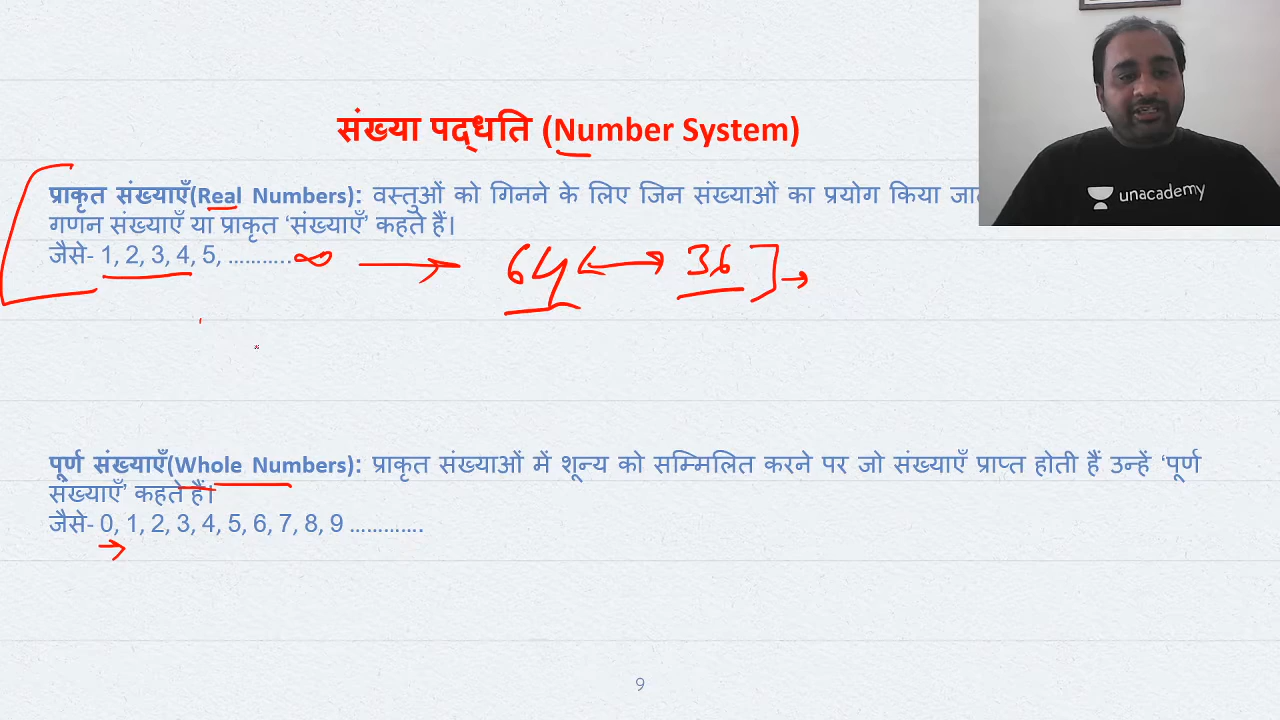 संख्या पद्धति (Number System)
प्राकृत संख्याएँ(Real Numbers): वस्तुओं को गिनने के लिए जिन संख्याओं का प्रयोग किया
गणन संख्याएँ या प्राकृत ‘संख्याएँ’ कहते हैं।
जैसे- 1, 2, 3, 4, 5, ……….. ∞ → 64 ↔ 36 ] →
unacademy
पूर्ण संख्याएँ(Whole Numbers): प्राकृत संख्याओं में शून्य को सम्मिलित करने पर जो संख्याएँ प्राप्त होती हैं उन्हें ‘पूर्ण
संख्याएँ’ कहते हैं।
जैसे- 0, 1, 2, 3, 4, 5, 6, 7, 8, 9 ………….
→
9